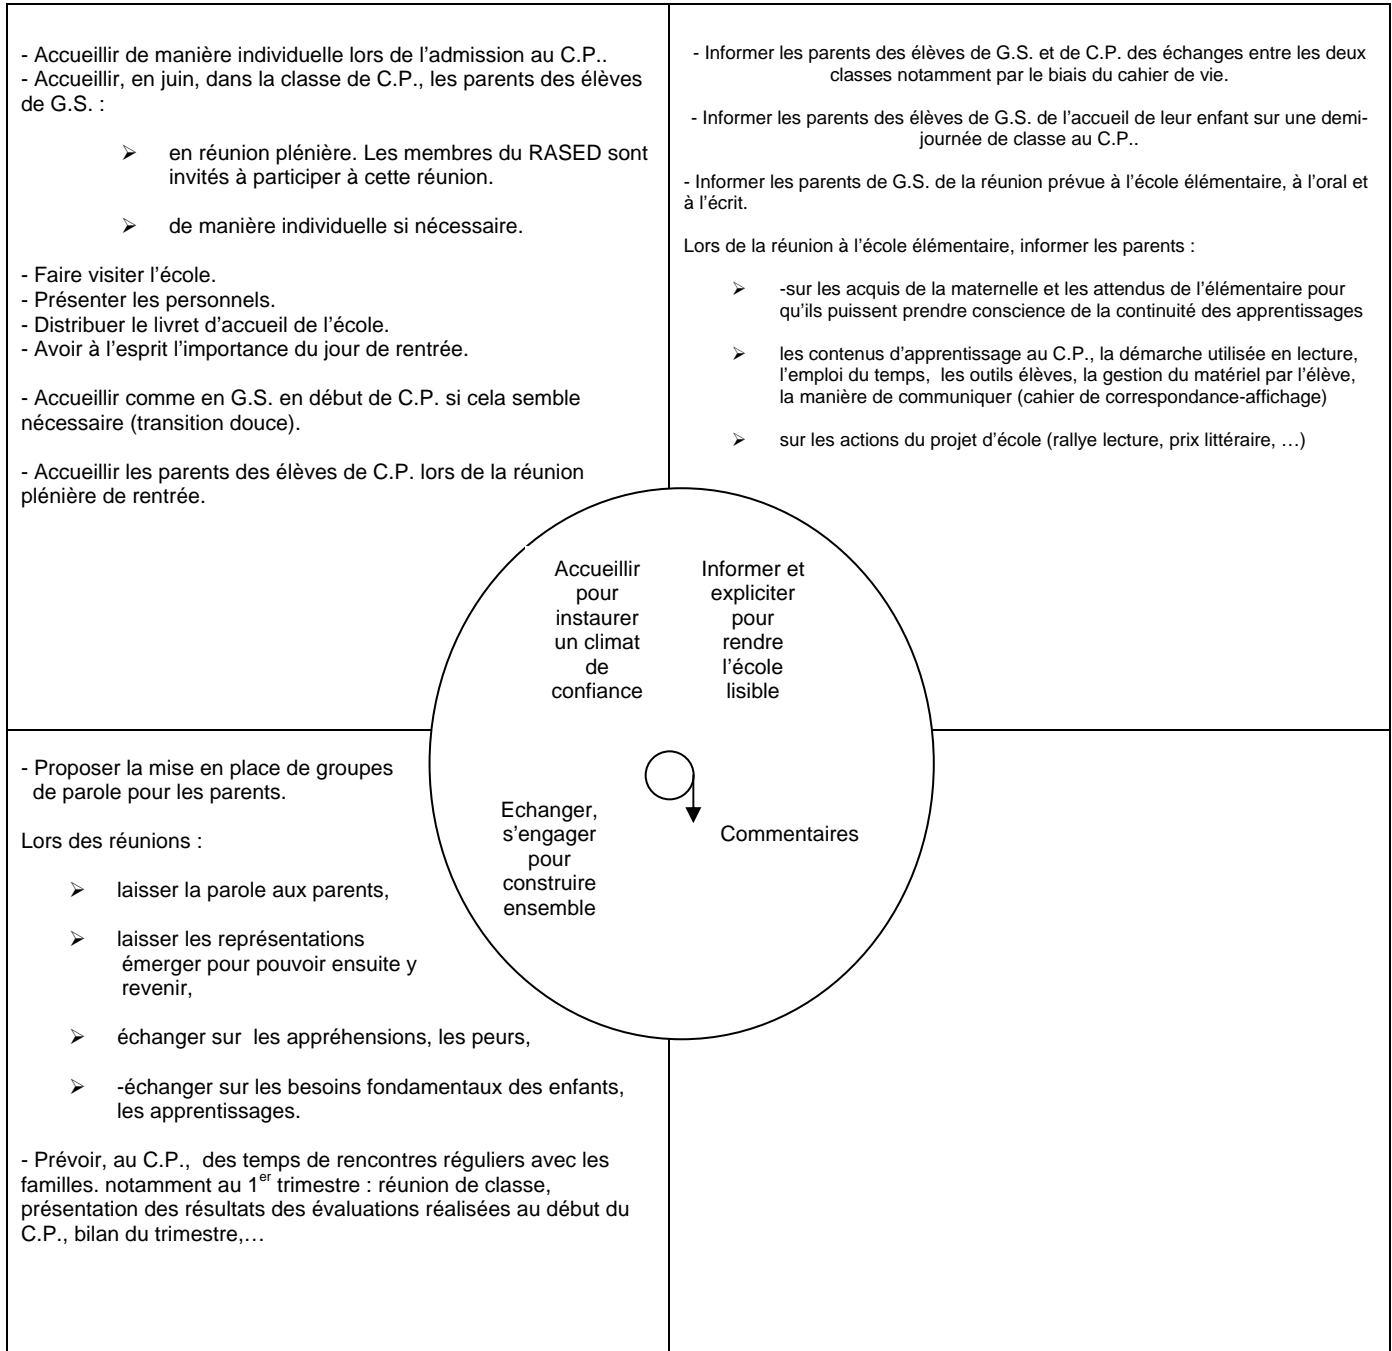 - Accueillir de manière individuelle lors de l'admission au C.P..
- Accueillir, en juin, dans la classe de C.P., les parents des élèves
de G.S. :
➢ en réunion plénière. Les membres du RASED sont
invités à participer à cette réunion.
➢ de manière individuelle si nécessaire.
- Faire visiter l'école.
- Présenter les personnels.
- Distribuer le livret d'accueil de l'école.
- Avoir à l'esprit l'importance du jour de rentrée.
- Accueillir comme en G.S. en début de C.P. si cela semble
nécessaire (transition douce).
- Accueillir les parents des élèves de C.P. lors de la réunion
plénière de rentrée.
- Informer les parents des élèves de G.S. et de C.P. des échanges entre les deux
classes notamment par le biais du cahier de vie.
- Informer les parents des élèves de G.S. de l'accueil de leur enfant sur une demi-
journée de classe au C.P..
- Informer les parents de G.S. de la réunion prévue à l'école élémentaire, à l'oral et
à l'écrit.
Lors de la réunion à l'école élémentaire, informer les parents :
➢ -sur les acquis de la maternelle et les attendus de l'élémentaire pour
qu'ils puissent prendre conscience de la continuité des apprentissages
➢ les contenus d'apprentissage au C.P., la démarche utilisée en lecture,
l'emploi du temps, les outils élèves, la gestion du matériel par l'élève,
la manière de communiquer (cahier de correspondance-affichage)
➢ sur les actions du projet d'école (rallye lecture, prix littéraire, …)
Accueillir
pour
instaurer
un climat
de
confiance
Informer et
expliciter
pour
rendre
l'école
lisible
Echanger,
s'engager
pour
construire
ensemble
Commentaires
- Proposer la mise en place de groupes
de parole pour les parents.
Lors des réunions :
➢ laisser la parole aux parents,
➢ laisser les représentations
émerger pour pouvoir ensuite y
revenir,
➢ échanger sur les appréhensions, les peurs,
➢ -échanger sur les besoins fondamentaux des enfants,
les apprentissages.
- Prévoir, au C.P., des temps de rencontres réguliers avec les
familles. notamment au 1er trimestre : réunion de classe,
présentation des résultats des évaluations réalisées au début du
C.P., bilan du trimestre,…